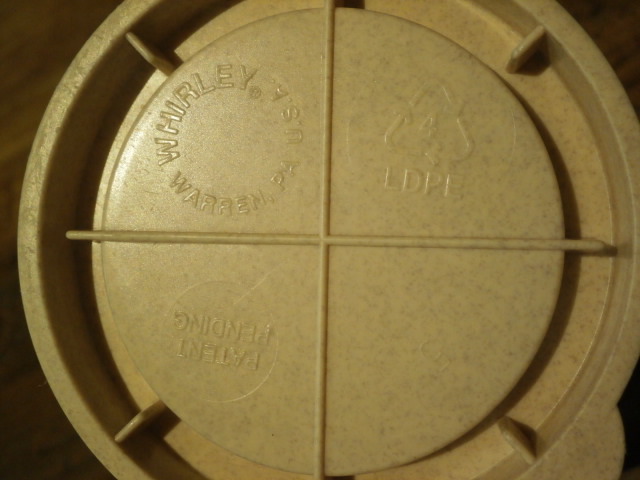 WHIRLEY®
WARREN, PA U.S.A.
4
LDPE
PATENT
PENDING